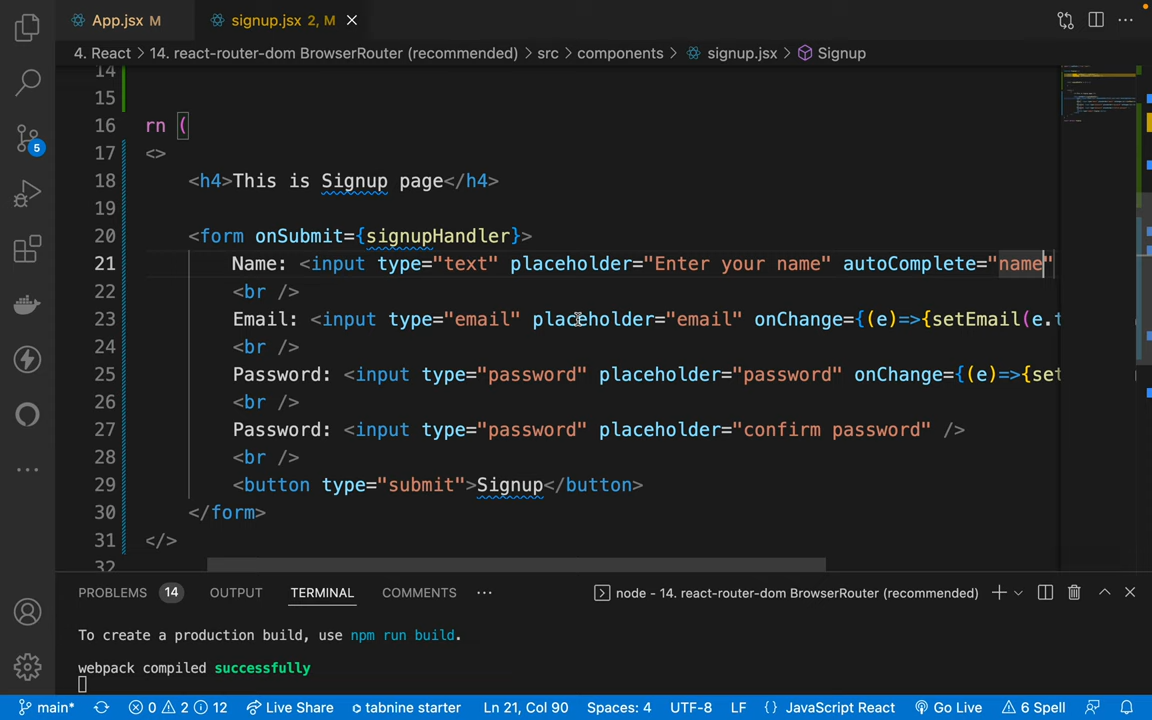 App.jsx M
signup.jsx 2, M
4. React > 14. react-router-dom BrowserRouter (recommended) > src > components > signup.jsx > Signup
14
15
16 rn (
17 <>
18 <h4>This is Signup page</h4>
19
20 <form onSubmit={signupHandler}>
21 Name: <input type="text" placeholder="Enter your name" autoComplete="name"
22 <br />
23 Email: <input type="email" placeholder="email" onChange={(e)=>{setEmail(e.t
24 <br />
25 Password: <input type="password" placeholder="password" onChange={(e)=>{set
26 <br />
27 Password: <input type="password" placeholder="confirm password" />
28 <br />
29 <button type="submit">Signup</button>
30 </form>
31 </>
32
5
PROBLEMS 14 OUTPUT TERMINAL COMMENTS ··· node - 14. react-router-dom BrowserRouter (recommended)
To create a production build, use npm run build.
webpack compiled successfully
main* 0 2 12 Live Share tabnine starter Ln 21, Col 90 Spaces: 4 UTF-8 LF {} JavaScript React Go Live 6 Spell